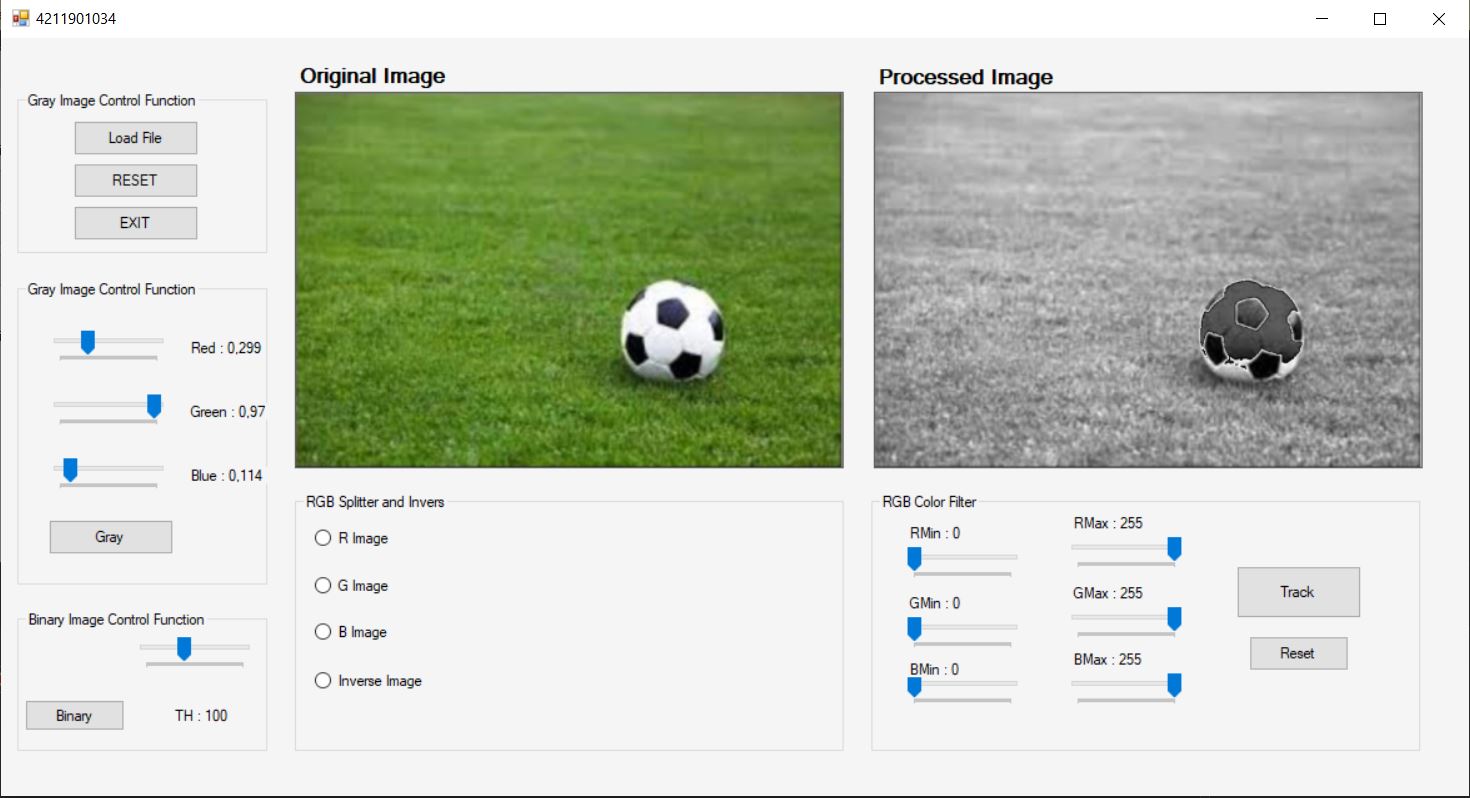 4211901034
Original Image
Processed Image
Gray Image Control Function
Load File
RESET
EXIT
Gray Image Control Function
Red : 0,299
Green : 0,97
Blue : 0,114
Gray
Binary Image Control Function
Binary
TH : 100
RGB Splitter and Invers
R Image
G Image
B Image
Inverse Image
RGB Color Filter
RMin : 0
RMax : 255
GMin : 0
GMax : 255
BMin : 0
BMax : 255
Track
Reset